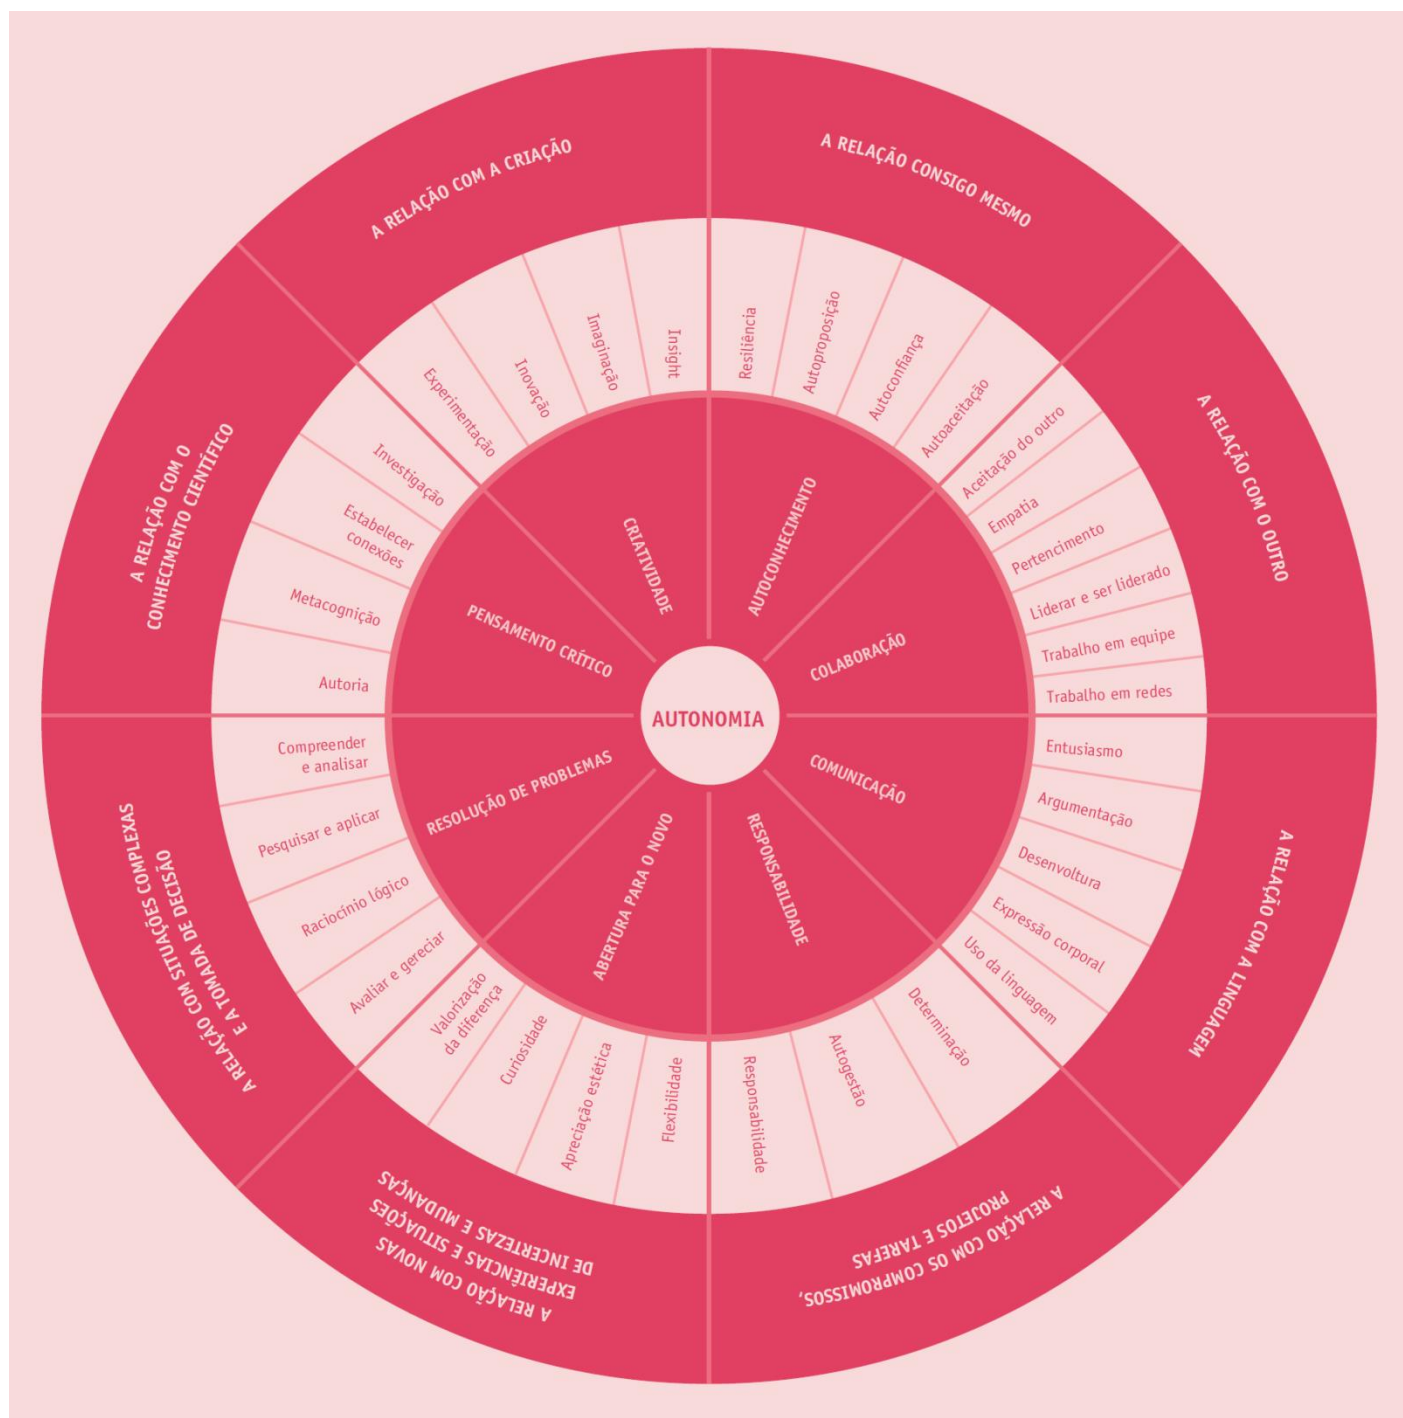 A RELAÇÃO COM A CRIAÇÃO
A RELAÇÃO CONSIGO MESMO
A RELAÇÃO COM O OUTRO
A RELAÇÃO COM A LINGUAGEM
A RELAÇÃO COM OS COMPROMISSOS,
PROJETOS E TAREFAS
A RELAÇÃO COM NOVAS
EXPERIÊNCIAS E SITUAÇÕES
DE INCERTEZAS E MUDANÇAS
A RELAÇÃO COM SITUAÇÕES COMPLEXAS
E A TOMADA DE DECISÃO
A RELAÇÃO COM O
CONHECIMENTO CIENTÍFICO
Experimentação
Inovação
Imaginação
Insight
Resiliência
Autoproposição
Autoconfiança
Autoaceitação
Aceitação do outro
Empatia
Pertencimento
Liderar e ser liderado
Trabalho em equipe
Trabalho em redes
Entusiasmo
Argumentação
Desenvoltura
Expressão corporal
Uso da linguagem
Determinação
Autogestão
Responsabilidade
Flexibilidade
Apreciação estética
Curiosidade
Valorização
da diferença
Avaliar e gereciar
Raciocínio lógico
Pesquisar e aplicar
Compreender
e analisar
Autoria
Metacognição
Estabelecer
conexões
Investigação
CRIATIVIDADE
AUTOCONHECIMENTO
COLABORAÇÃO
COMUNICAÇÃO
RESPONSABILIDADE
ABERTURA PARA O NOVO
RESOLUÇÃO DE PROBLEMAS
PENSAMENTO CRÍTICO
AUTONOMIA